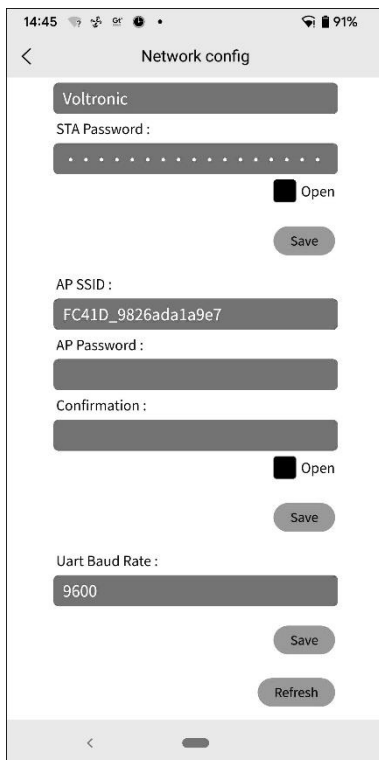 14:45 91%
Network config
Voltronic
STA Password :
Open
Save
AP SSID :
FC41D_9826ada1a9e7
AP Password :
Confirmation :
Open
Save
Uart Baud Rate :
9600
Save
Refresh